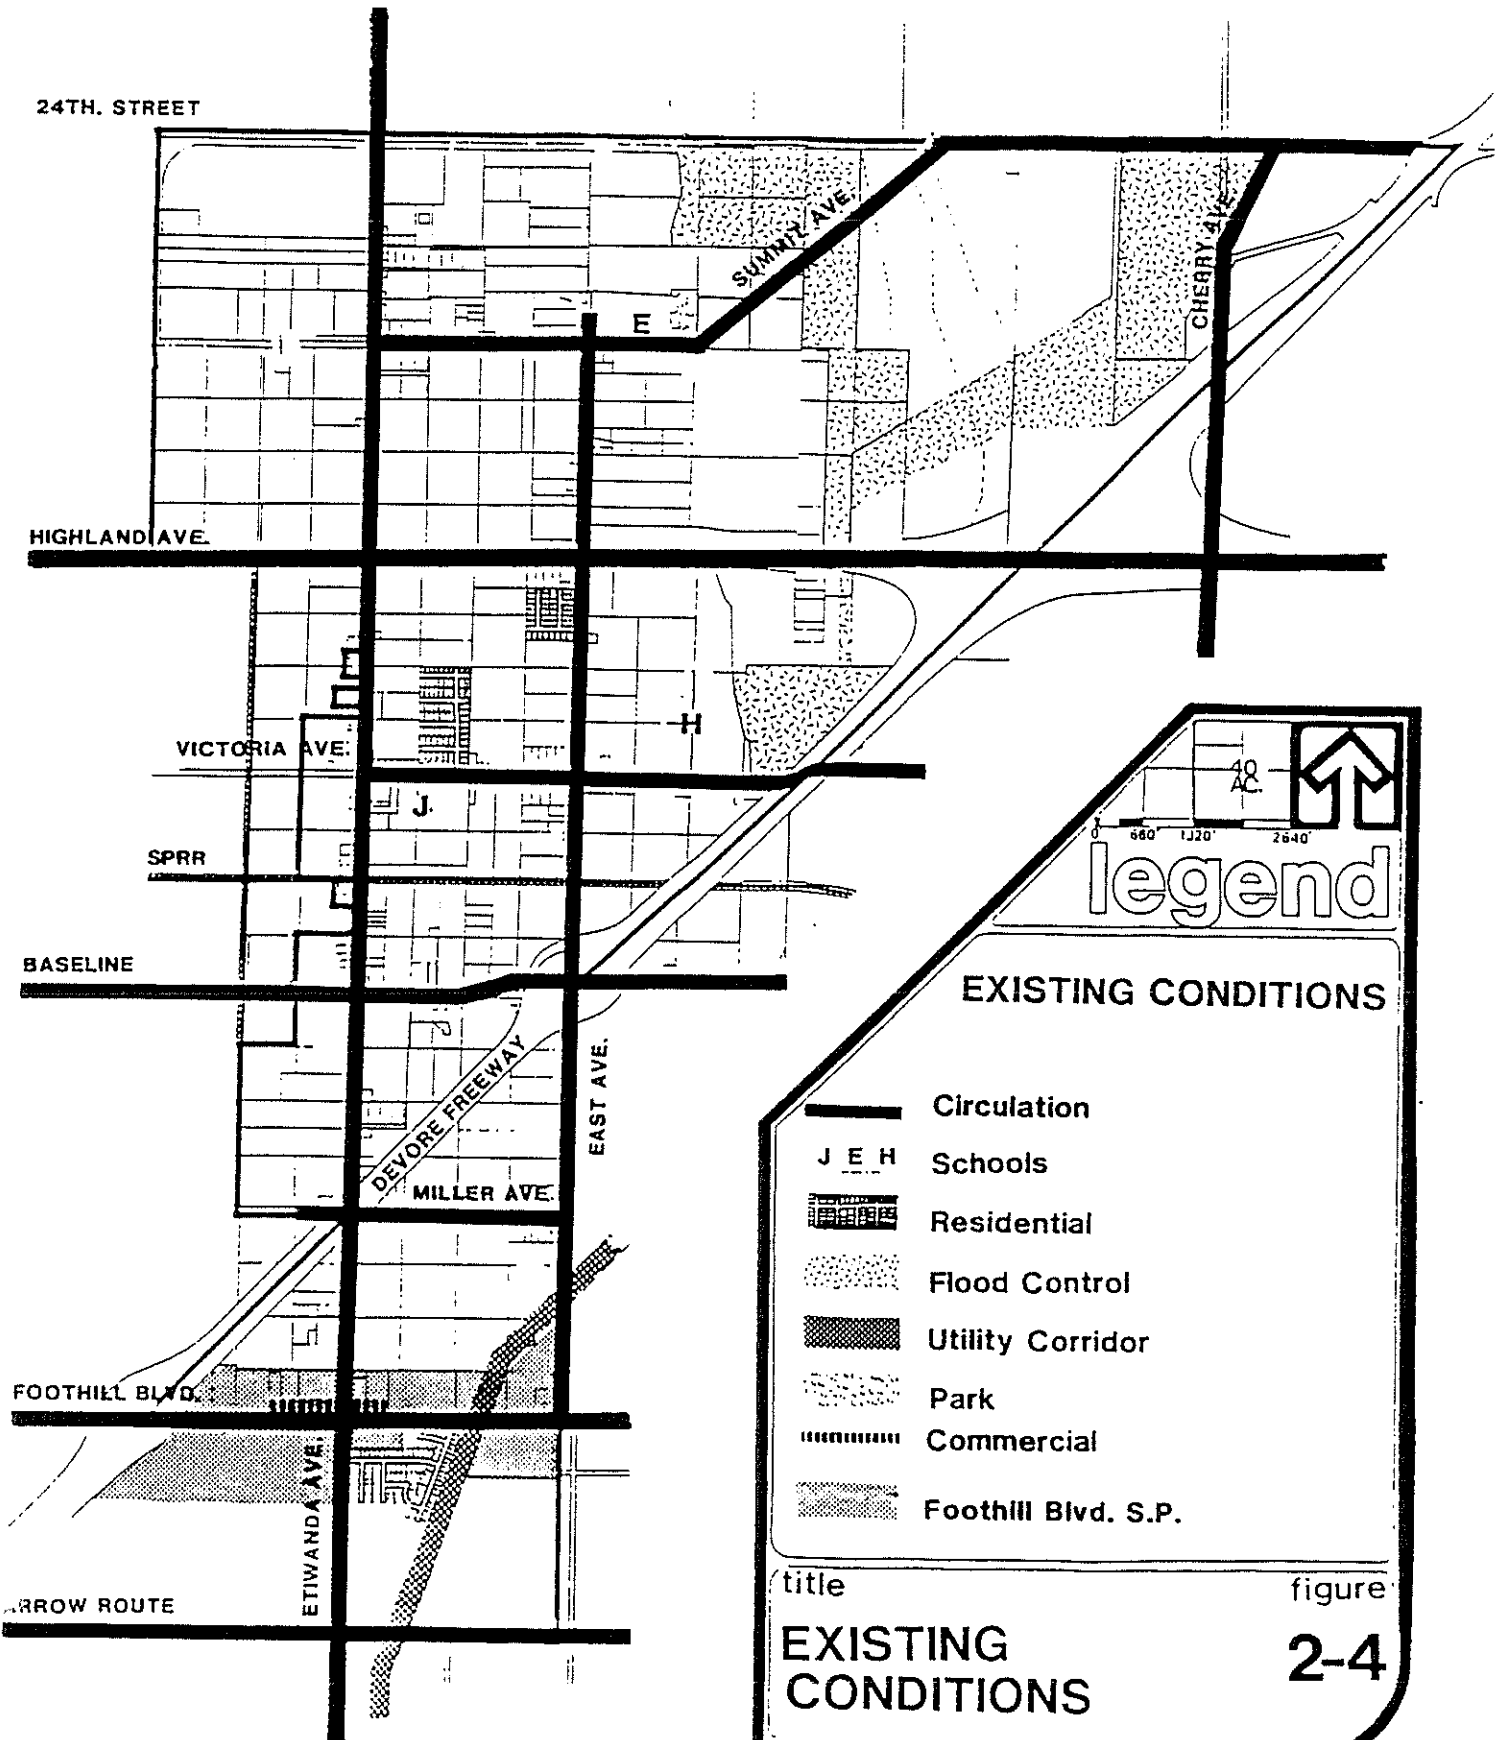 24TH. STREET
SUMMIT AVE.
CHERRY AVE.
E
HIGHLAND AVE.
H
VICTORIA AVE.
J.
SPRR
BASELINE
DEVORE FREEWAY
EAST AVE.
MILLER AVE.
FOOTHILL BLVD.
ETIWANDA AVE.
RROW ROUTE
40
AC.
0 660' 1320' 2640'
legend
EXISTING CONDITIONS
Circulation
J E H Schools
Residential
Flood Control
Utility Corridor
Park
Commercial
Foothill Blvd. S.P.
title figure
EXISTING 2-4
CONDITIONS